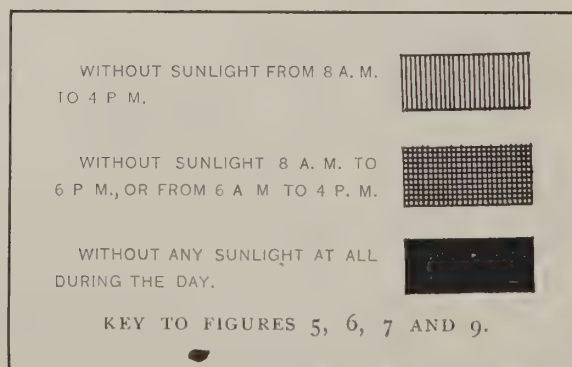 WITHOUT SUNLIGHT FROM 8 A. M.
TO 4 P M.
WITHOUT SUNLIGHT 8 A. M. TO
6 P M., OR FROM 6 A M TO 4 P. M.
WITHOUT ANY SUNLIGHT AT ALL
DURING THE DAY.
KEY TO FIGURES 5, 6, 7 AND 9.